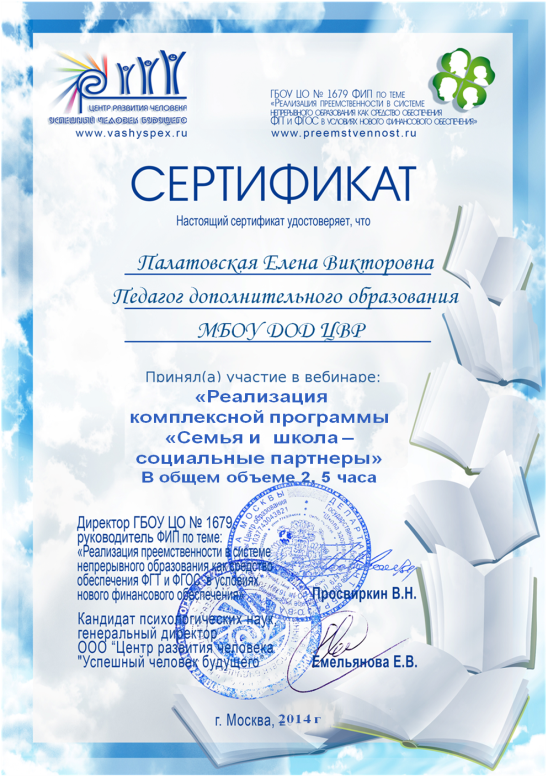 ЦЕНТР РАЗВИТИЯ ЧЕЛОВЕКА
УСПЕШНЫЙ ЧЕЛОВЕК БУДУЩЕГО
www.vashyspex.ru
ГБОУ ЦО № 1679 ФИП ПО ТЕМЕ
«РЕАЛИЗАЦИЯ ПРЕЕМСТВЕННОСТИ В СИСТЕМЕ
НЕПРЕРЫВНОГО ОБРАЗОВАНИЯ КАК СРЕДСТВО ОБЕСПЕЧЕНИЯ
ФГТ И ФГОС В УСЛОВИЯХ НОВОГО ФИНАНСОВОГО ОБЕСПЕЧЕНИЯ»
www.preemstvennost.ru
СЕРТИФИКАТ
Настоящий сертификат удостоверяет, что
Палатовская Елена Викторовна
Педагог дополнительного образования
МБОУ ДОД ЦВР
Принял(а) участие в вебинаре:
«Реализация
комплексной программы
«Семья и школа –
социальные партнеры»
В общем объеме 2, 5 часа
Директор ГБОУ ЦО № 1679
руководитель ФИП по теме:
«Реализация преемственности в системе
непрерывного образования как средство
обеспечения ФГТ и ФГОС в условиях
нового финансового обеспечения»
Просвиркин В.Н.
Кандидат психологических наук,
генеральный директор
ООО "Центр развития человека
"Успешный человек будущего"
Емельянова Е.В.
г. Москва, 2014 г